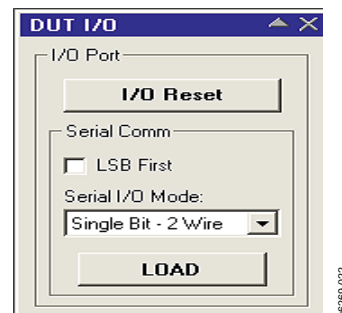 DUT I/O
I/O Port
I/O Reset
Serial Comm
LSB First
Serial I/O Mode:
Single Bit - 2 Wire
LOAD